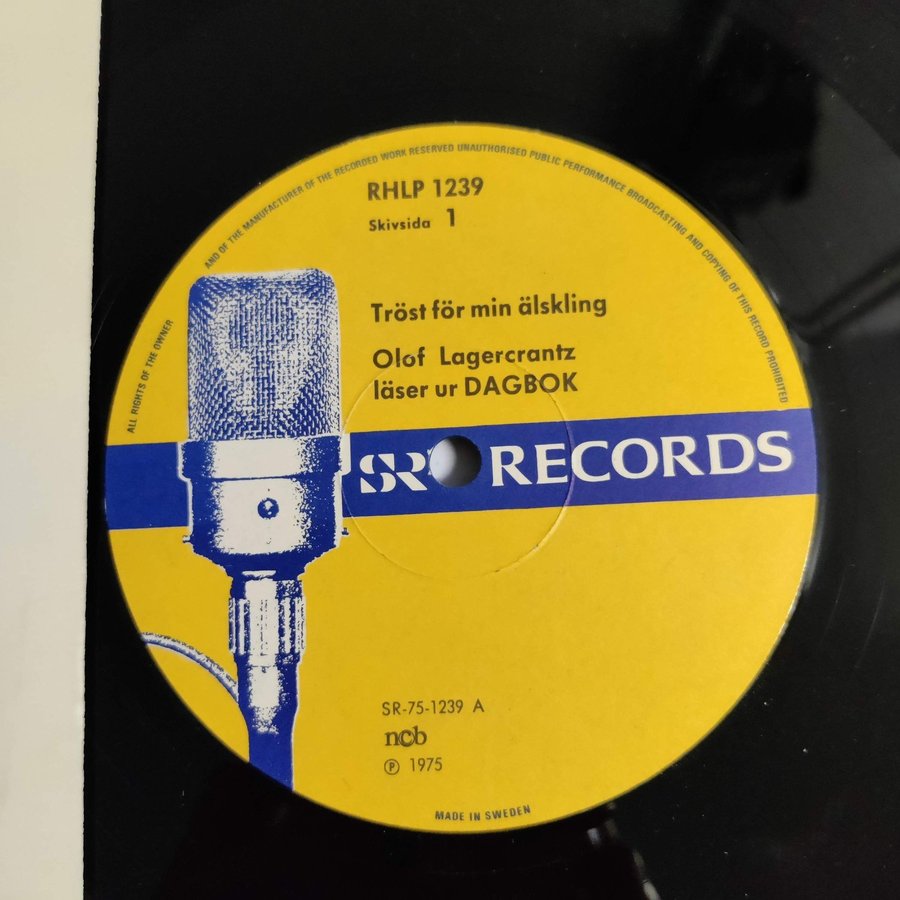 ALL RIGHTS OF THE OWNER AND OF THE MANUFACTURER OF THE RECORDED WORK RESERVED UNAUTHORISED PUBLIC PERFORMANCE BROADCASTING AND COPYING OF THIS RECORD PROHIBITED
RHLP 1239
Skivsida 1
Tröst för min älskling
Olof Lagercrantz
läser ur DAGBOK
SR RECORDS
SR-75-1239 A
ncb
℗ 1975
MADE IN SWEDEN